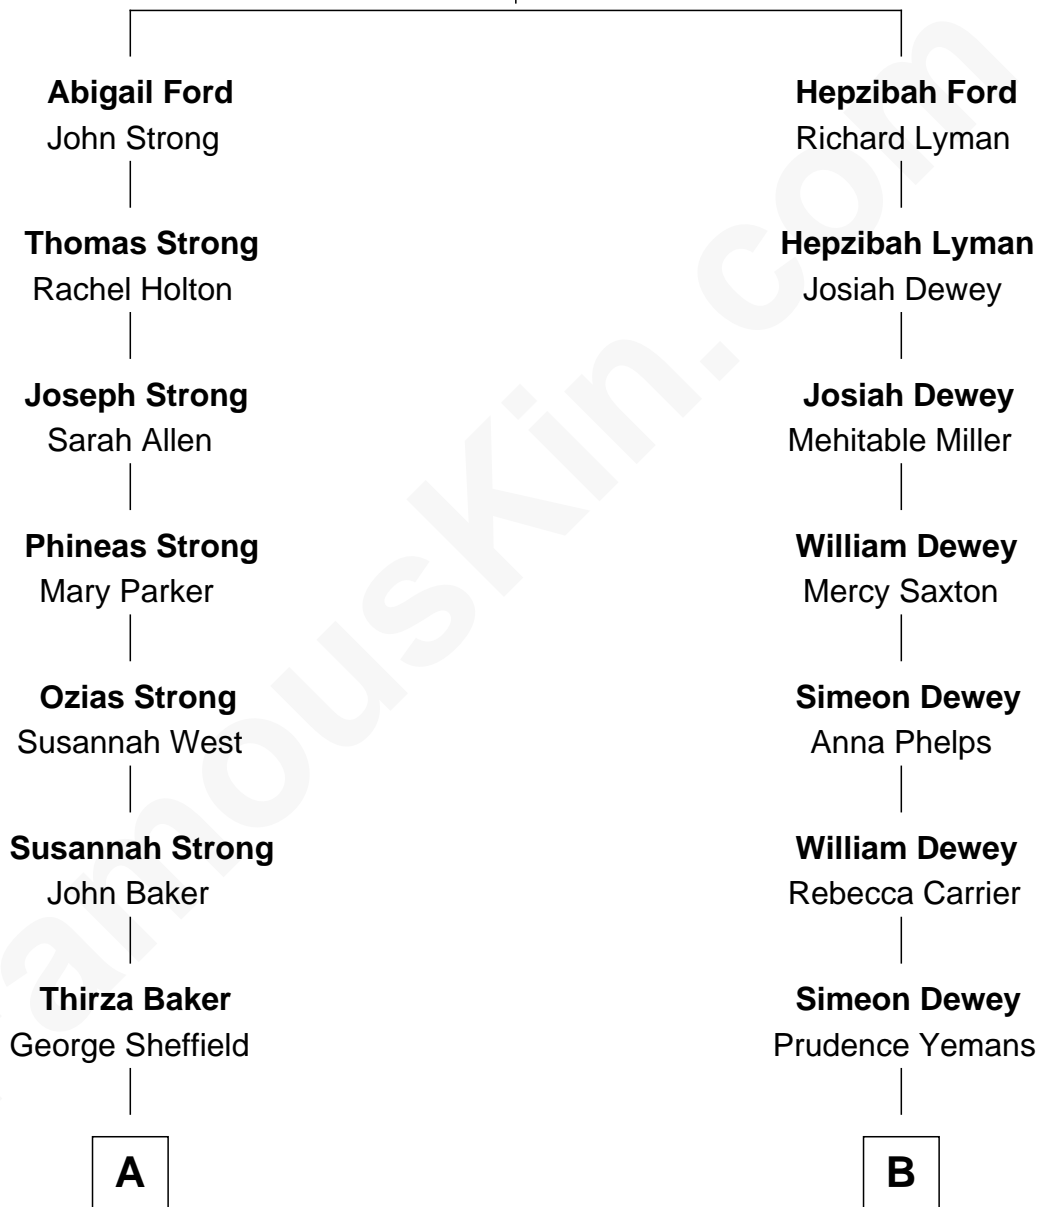 Abigail Ford
John Strong
Thomas Strong
Rachel Holton
Joseph Strong
Sarah Allen
Phineas Strong
Mary Parker
Ozias Strong
Susannah West
Susannah Strong
John Baker
Thirza Baker
George Sheffield
A
Hepzibah Ford
Richard Lyman
Hepzibah Lyman
Josiah Dewey
Josiah Dewey
Mehitable Miller
William Dewey
Mercy Saxton
Simeon Dewey
Anna Phelps
William Dewey
Rebecca Carrier
Simeon Dewey
Prudence Yemans
B
amouskin.com